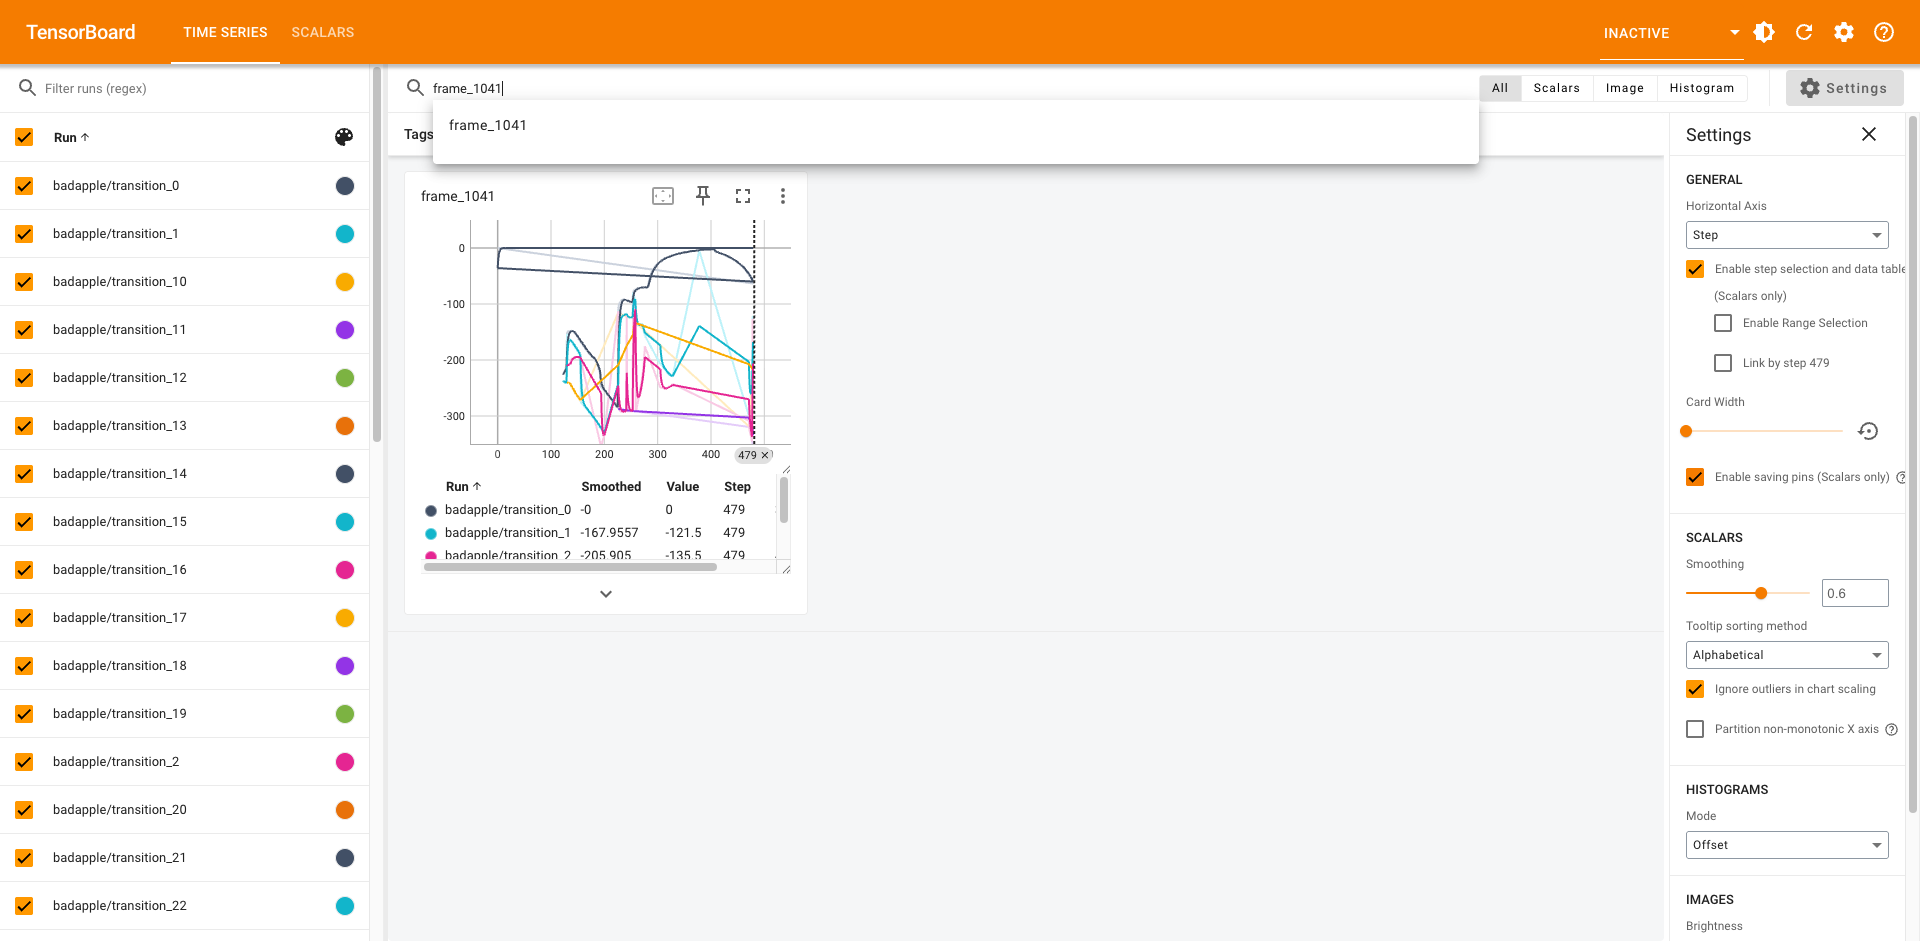 TensorBoard
TIME SERIES
SCALARS
INACTIVE
Filter runs (regex)
Run
badapple/transition_0
badapple/transition_1
badapple/transition_10
badapple/transition_11
badapple/transition_12
badapple/transition_13
badapple/transition_14
badapple/transition_15
badapple/transition_16
badapple/transition_17
badapple/transition_18
badapple/transition_19
badapple/transition_2
badapple/transition_20
badapple/transition_21
badapple/transition_22
frame_1041
All Scalars Image Histogram
Settings
frame_1041
Tags
frame_1041
0
-100
-200
-300
0 100 200 300 400 479
Run Smoothed Value Step
badapple/transition_0 -0 0 479
badapple/transition_1 -167.9557 -121.5 479
badapple/transition_2 -205.905 -135.5 479
Settings
GENERAL
Horizontal Axis
Step
Enable step selection and data table
(Scalars only)
Enable Range Selection
Link by step 479
Card Width
Enable saving pins (Scalars only)
SCALARS
Smoothing
0.6
Tooltip sorting method
Alphabetical
Ignore outliers in chart scaling
Partition non-monotonic X axis
HISTOGRAMS
Mode
Offset
IMAGES
Brightness